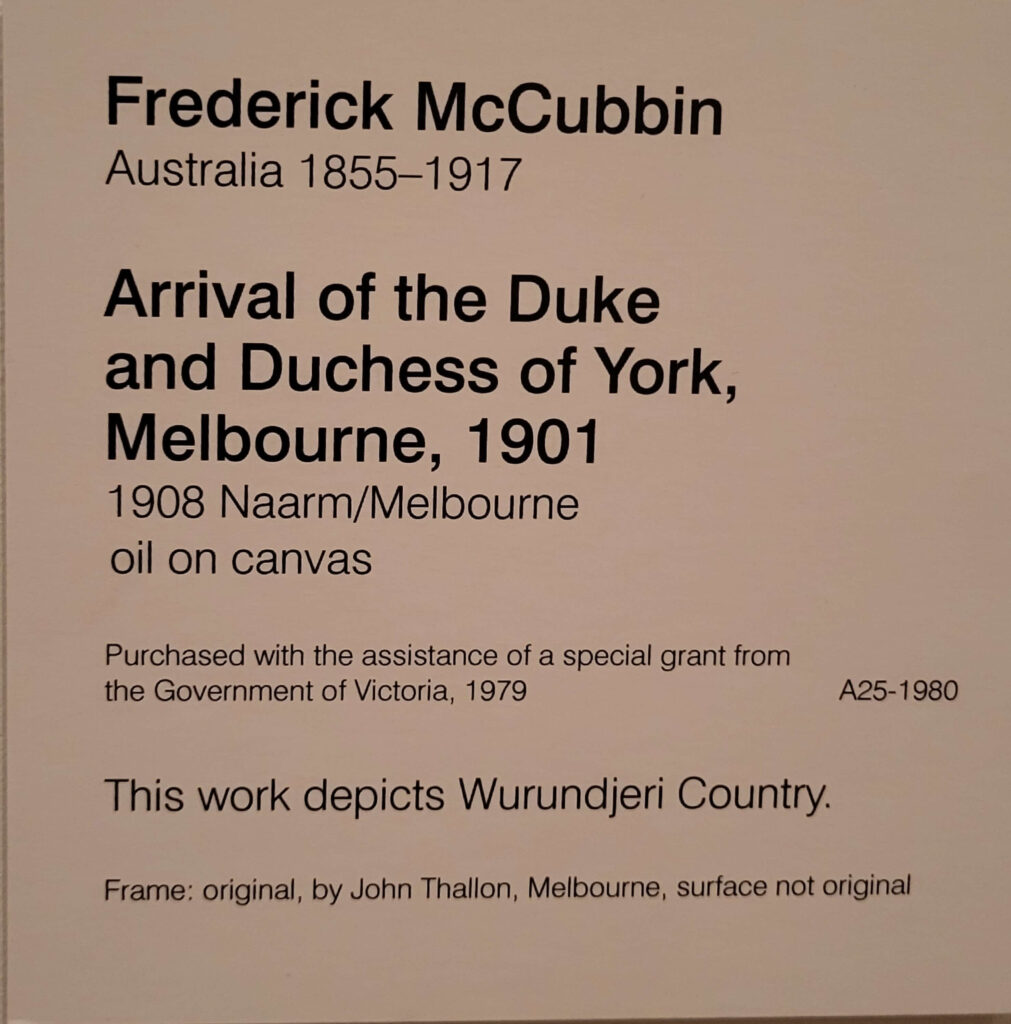 Frederick McCubbin
Australia 1855–1917
Arrival of the Duke
and Duchess of York,
Melbourne, 1901
1908 Naarm/Melbourne
oil on canvas
Purchased with the assistance of a special grant from
the Government of Victoria, 1979 A25-1980
This work depicts Wurundjeri Country.
Frame: original, by John Thallon, Melbourne, surface not original